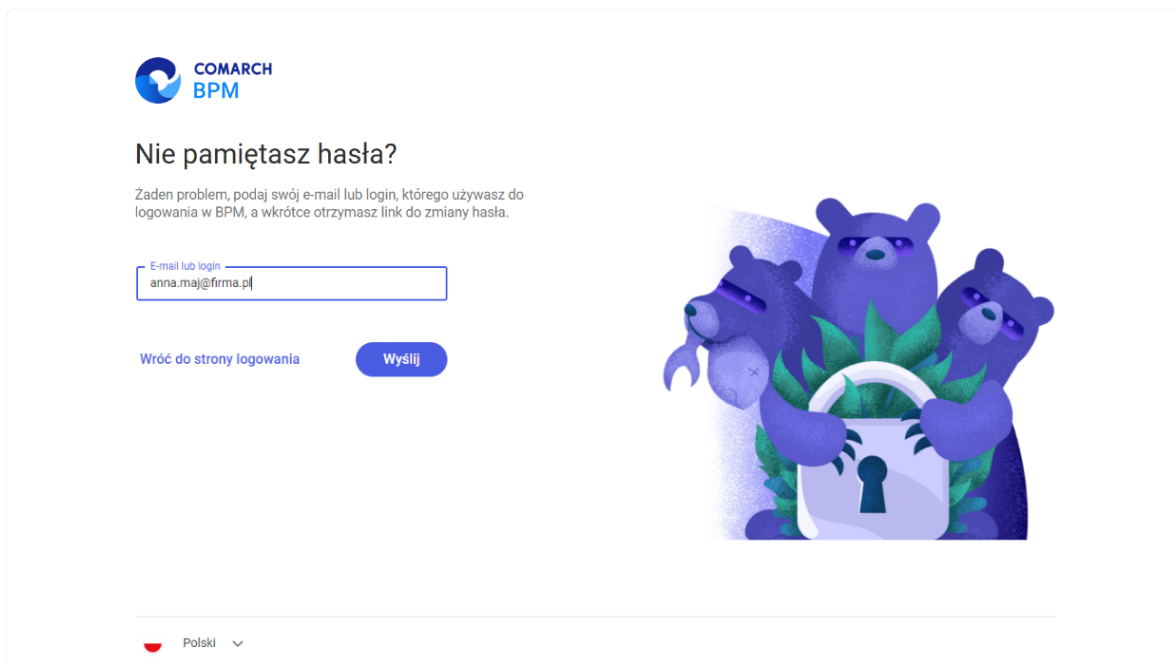 COMARCH
BPM
Nie pamiętasz hasła?
Żaden problem, podaj swój e-mail lub login, którego używasz do
logowania w BPM, a wkrótce otrzymasz link do zmiany hasła.
E-mail lub login
anna.maj@firma.pl
Wróć do strony logowania
Wyślij
Polski